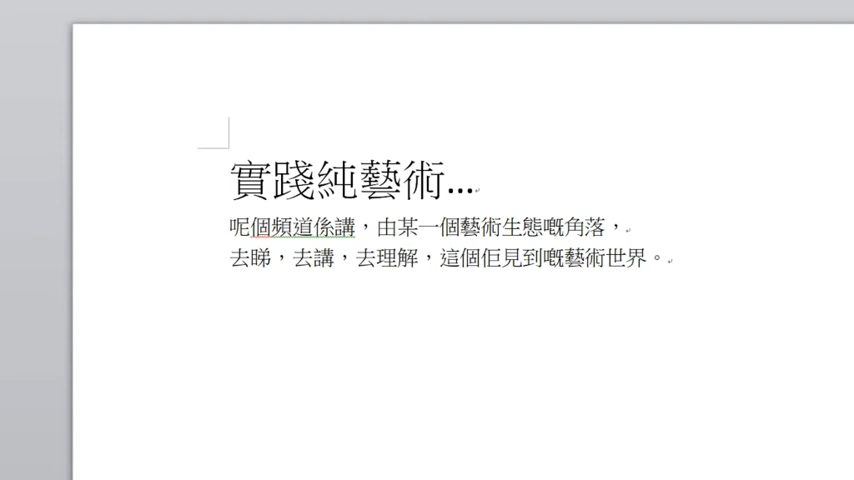 實踐純藝術...
呢個頻道係講，由某一個藝術生態嘅角落，
去睇，去講，去理解，這個佢見到嘅藝術世界。